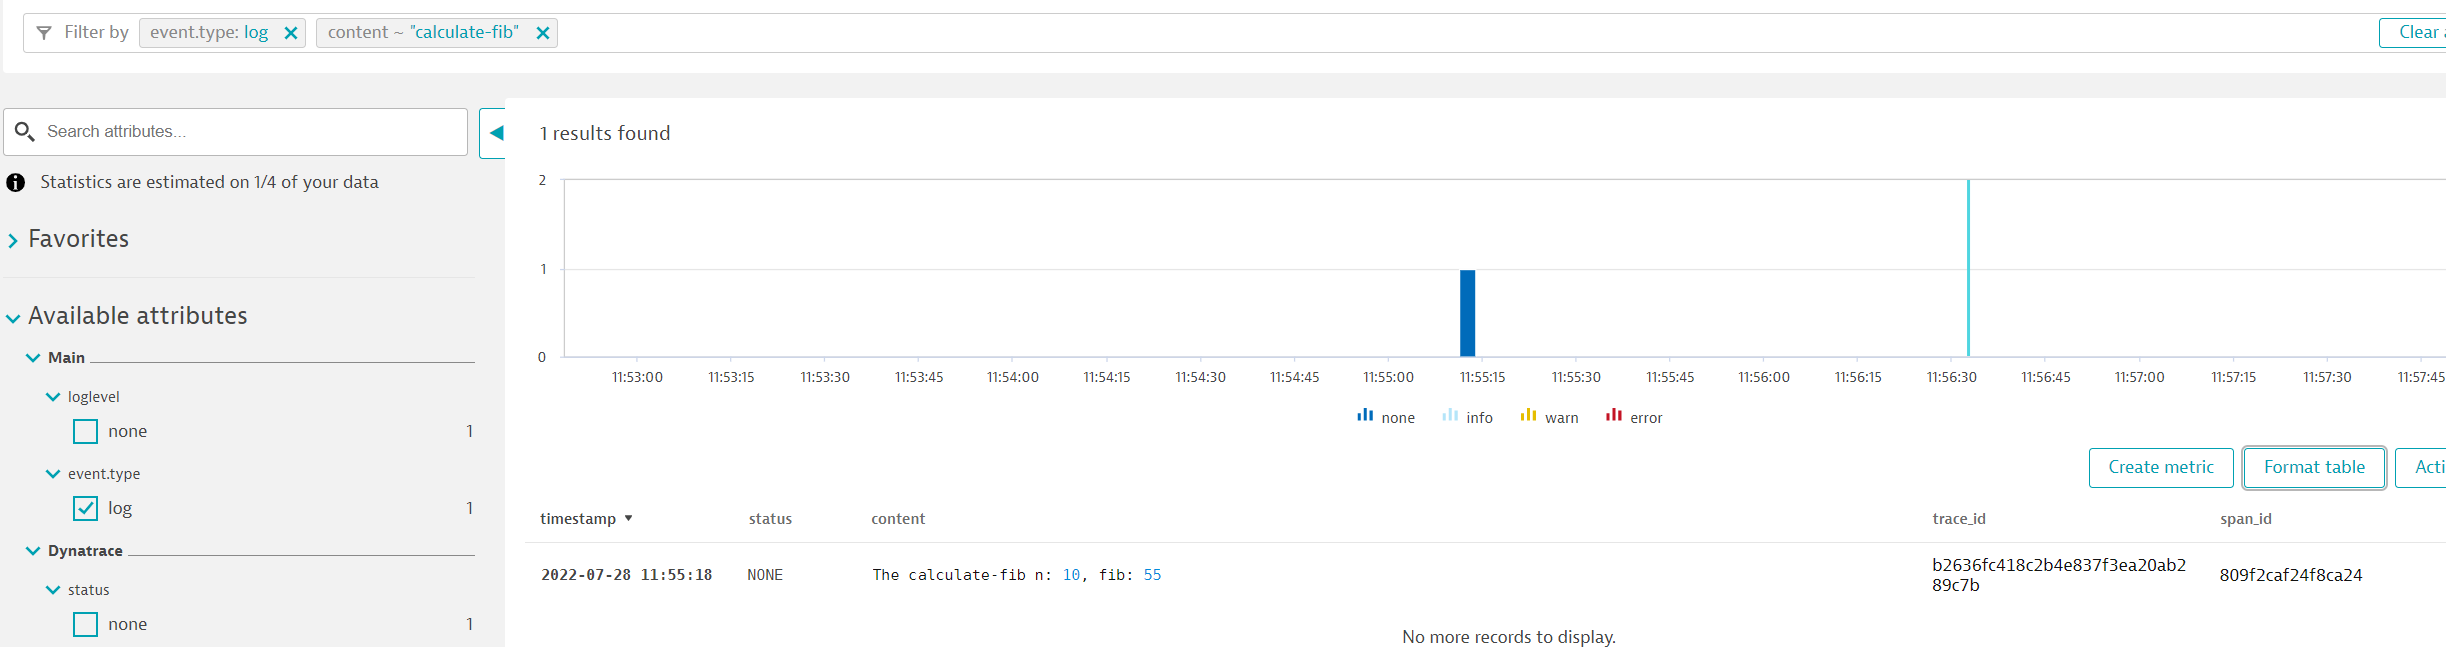 Filter by event.type: log content ~ "calculate-fib" Clear a
Search attributes...
1 results found
Statistics are estimated on 1/4 of your data
Favorites
Available attributes
Main
loglevel
none 1
event.type
log 1
Dynatrace
status
none 1
2
1
0
11:53:00 11:53:15 11:53:30 11:53:45 11:54:00 11:54:15 11:54:30 11:54:45 11:55:00 11:55:15 11:55:30 11:55:45 11:56:00 11:56:15 11:56:30 11:56:45 11:57:00 11:57:15 11:57:30 11:57:45
none info warn error
Create metric Format table Acti
timestamp status content trace_id span_id
2022-07-28 11:55:18 NONE The calculate-fib n: 10, fib: 55 b2636fc418c2b4e837f3ea20ab2 809f2caf24f8ca24
89c7b
No more records to display.